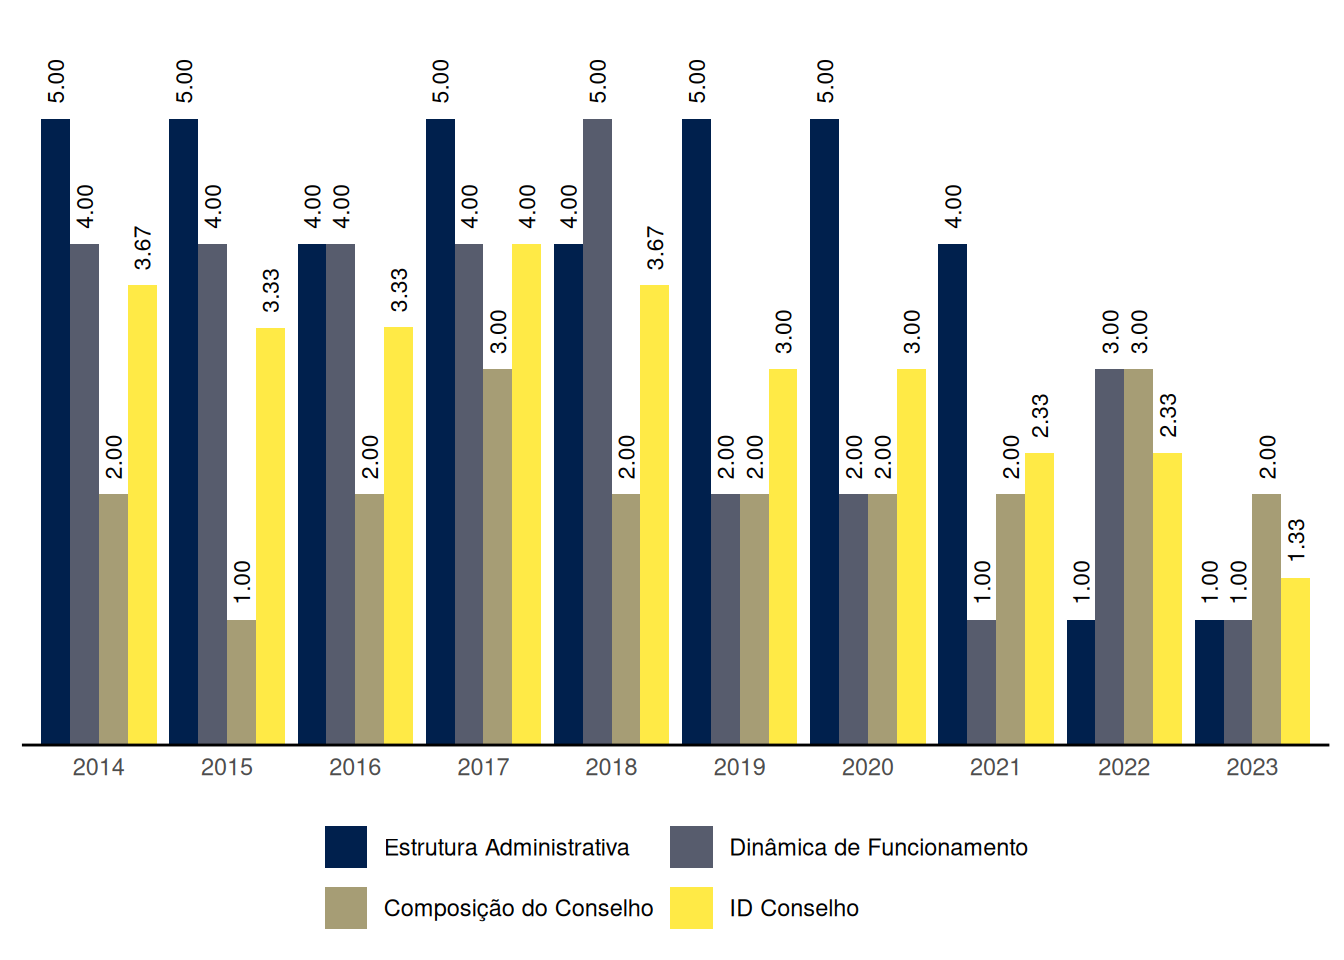 5.00 4.00 2.00 3.67 5.00 4.00 1.00 3.33 4.00 4.00 2.00 3.33 5.00 4.00 3.00 4.00 4.00 5.00 2.00 3.67 5.00 2.00 2.00 3.00 5.00 2.00 2.00 3.00 4.00 1.00 2.00 2.33 1.00 3.00 3.00 2.33 1.00 1.00 2.00 1.33
2014 2015 2016 2017 2018 2019 2020 2021 2022 2023
Estrutura Administrativa Dinâmica de Funcionamento
Composição do Conselho ID Conselho